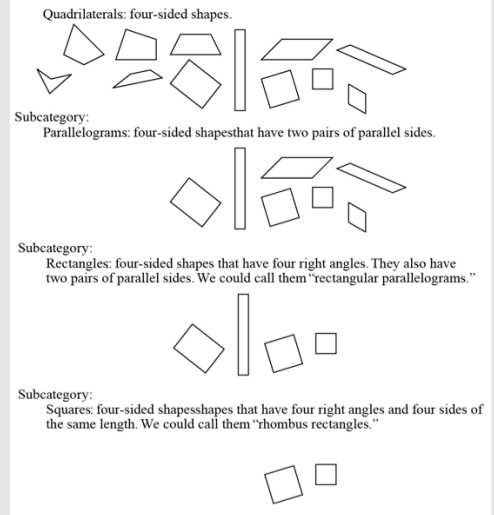 Quadrilaterals: four-sided shapes.
Subcategory:
Parallelograms: four-sided shapesthat have two pairs of parallel sides.
Subcategory:
Rectangles: four-sided shapes that have four right angles. They also have
two pairs of parallel sides. We could call them “rectangular parallelograms.”
Subcategory:
Squares: four-sided shapesshapes that have four right angles and four sides of
the same length. We could call them “rhombus rectangles.”